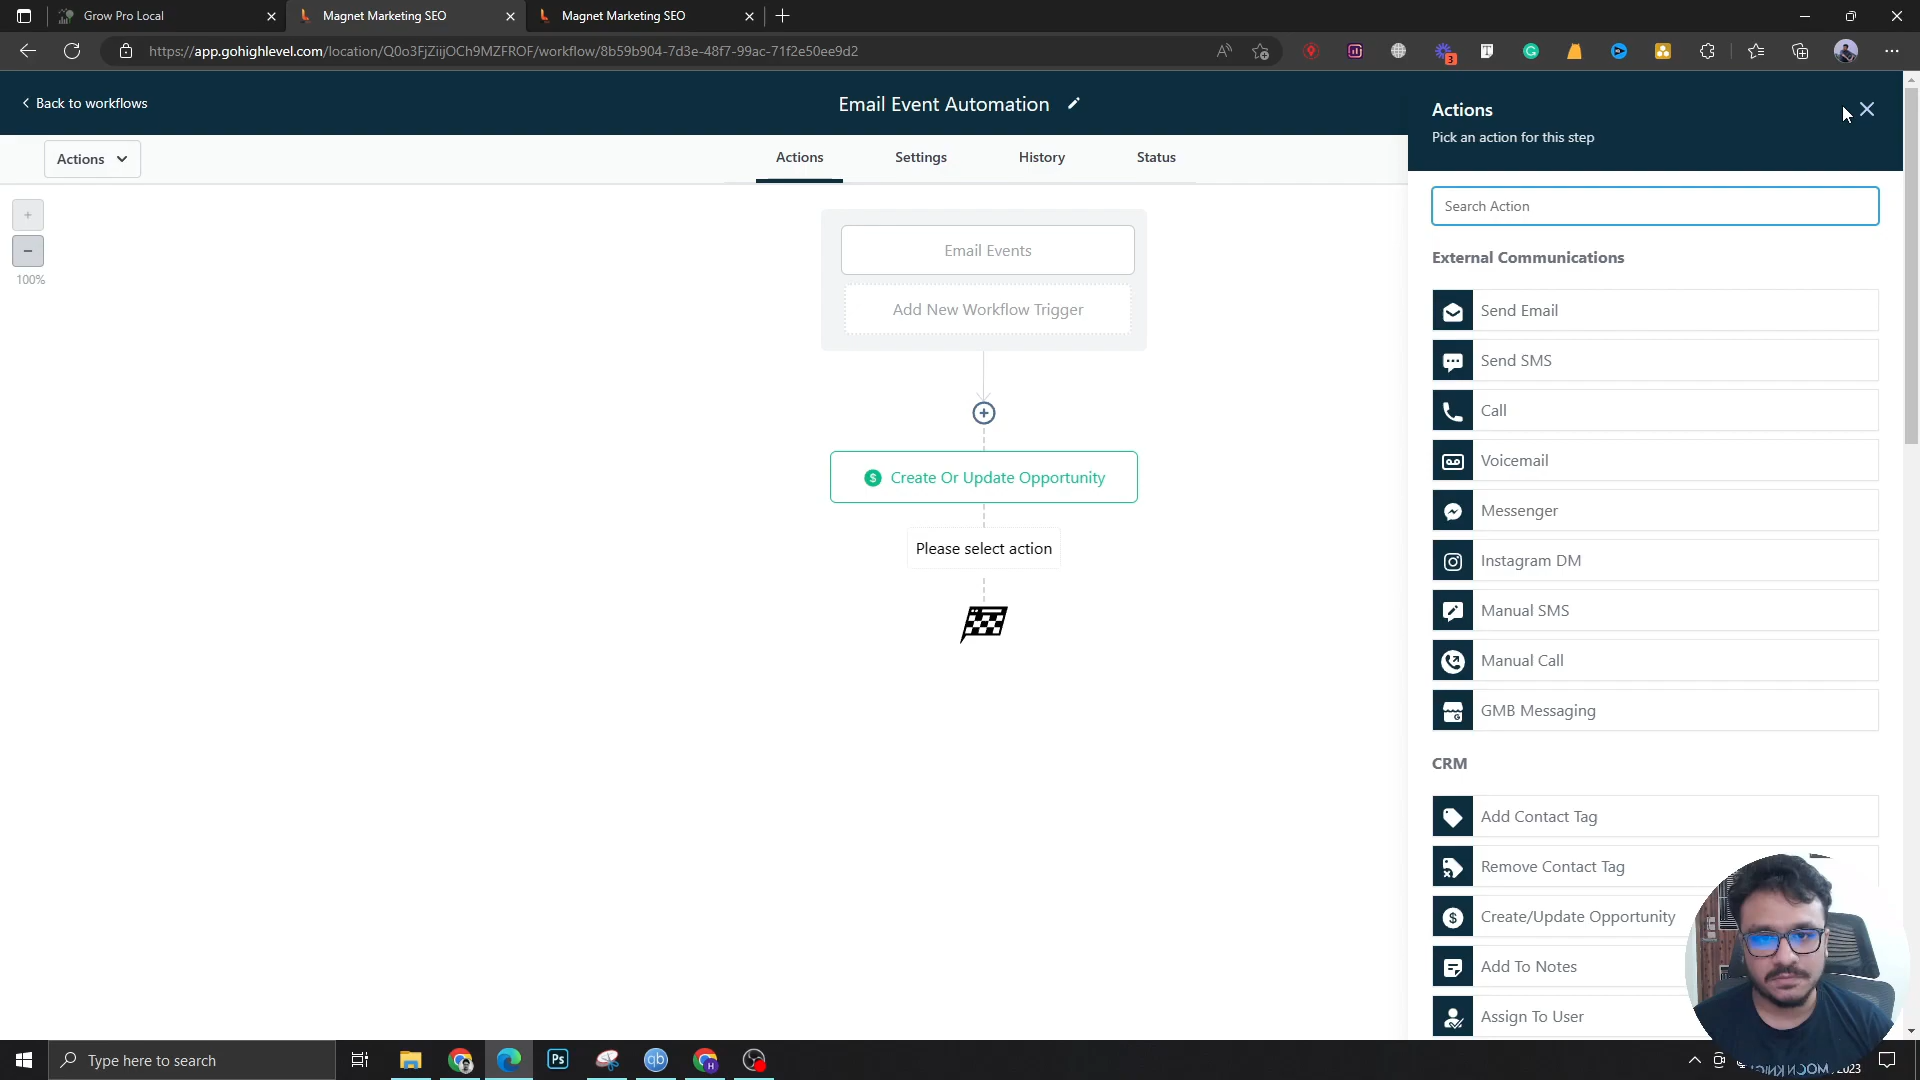 Grow Pro Local
Magnet Marketing SEO
Magnet Marketing SEO
https://app.gohighlevel.com/location/Q0o3FjZiijOCh9MZFROF/workflow/8b59b904-7d3e-48f7-99ac-71f2e50ee9d2
3
Back to workflows
Email Event Automation
Actions
Pick an action for this step
Actions
Actions
Settings
History
Status
Search Action
100%
Email Events
Add New Workflow Trigger
Create Or Update Opportunity
Please select action
External Communications
Send Email
Send SMS
Call
Voicemail
Messenger
Instagram DM
Manual SMS
Manual Call
GMB Messaging
CRM
Add Contact Tag
Remove Contact Tag
Create/Update Opportunity
Add To Notes
Assign To User
Type here to search
Ps
qb
H